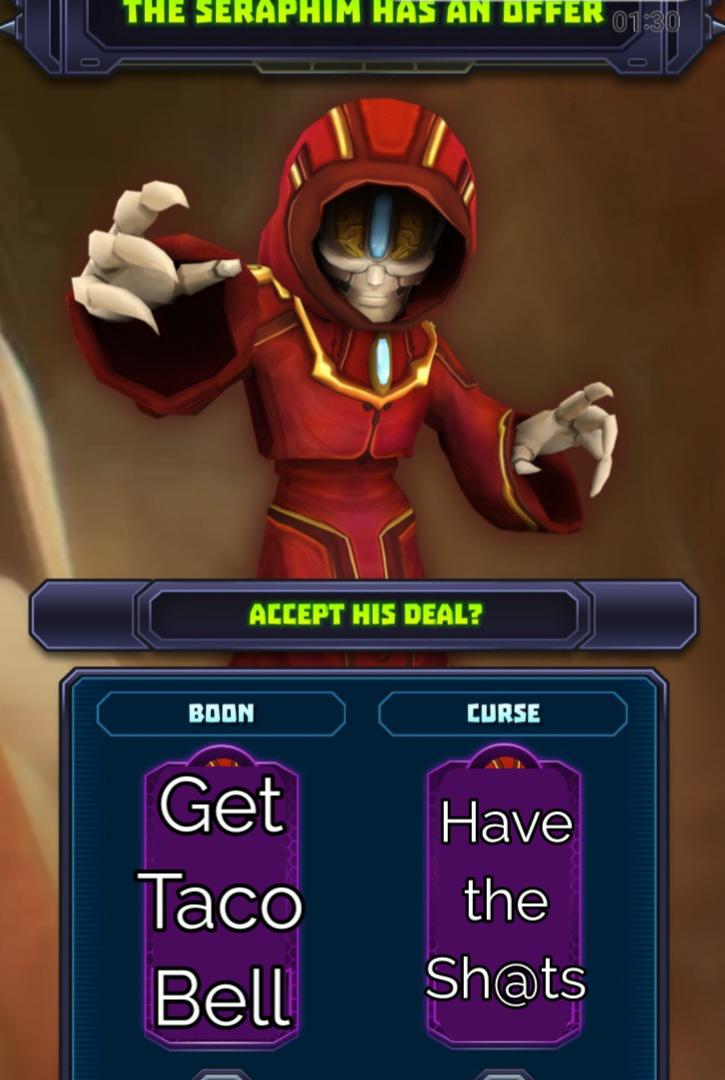 THE SERAPHIM HAS AN OFFER
01:30
ACCEPT HIS DEAL?
BOON
CURSE
Get
Taco
Bell
Have
the
Sh@ts